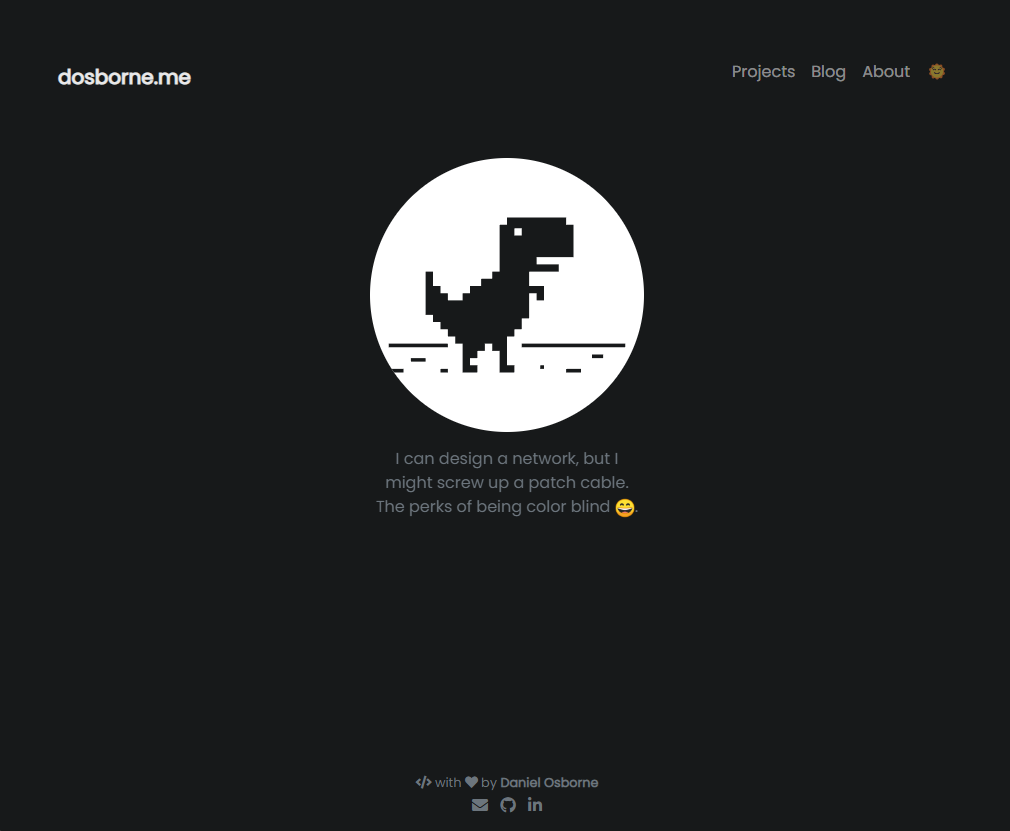 dosborne.me
Projects Blog About 🌞
I can design a network, but I
might screw up a patch cable.
The perks of being color blind 😄.
</> with ♥ by Daniel Osborne
in